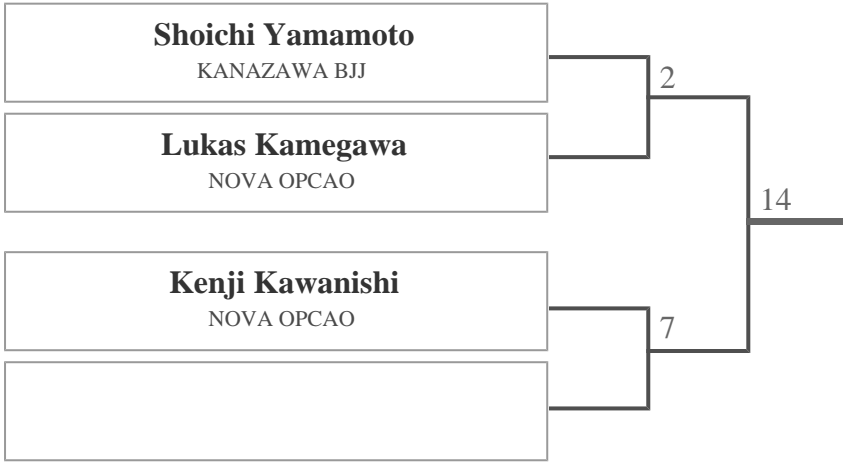 Shoichi Yamamoto
KANAZAWA BJJ
2
Lukas Kamegawa
NOVA OPCAO
14
Kenji Kawanishi
NOVA OPCAO
7